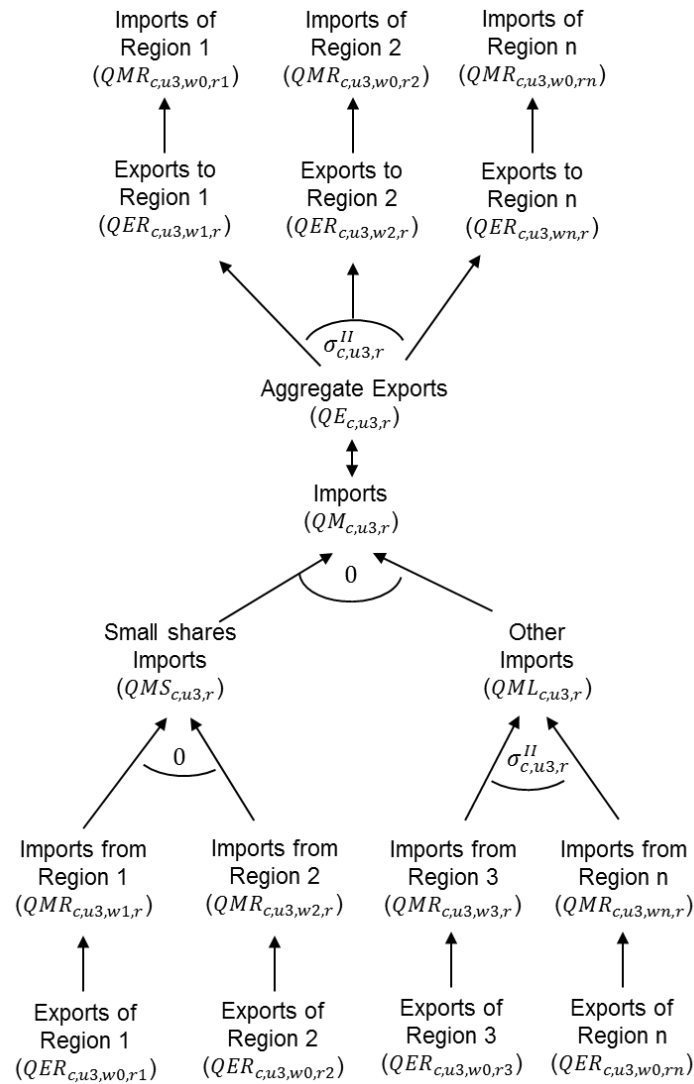 Imports of Region 1 (QMR_{c,u3,w0,r1})
Imports of Region 2 (QMR_{c,u3,w0,r2})
Imports of Region n (QMR_{c,u3,w0,rn})
Exports to Region 1 (QER_{c,u3,w1,r})
Exports to Region 2 (QER_{c,u3,w2,r})
Exports to Region n (QER_{c,u3,wn,r})
σ^{II}_{c,u3,r}
Aggregate Exports
(QE_{c,u3,r})
Imports
(QM_{c,u3,r})
0
Small shares
Imports
(QMS_{c,u3,r})
Other
Imports
(QML_{c,u3,r})
0
σ^{II}_{c,u3,r}
Imports from Region 1 (QMR_{c,u3,w1,r})
Imports from Region 2 (QMR_{c,u3,w2,r})
Imports from Region 3 (QMR_{c,u3,w3,r})
Imports from Region n (QMR_{c,u3,wn,r})
Exports of Region 1 (QER_{c,u3,w0,r1})
Exports of Region 2 (QER_{c,u3,w0,r2})
Exports of Region 3 (QER_{c,u3,w0,r3})
Exports of Region n (QER_{c,u3,w0,rn})